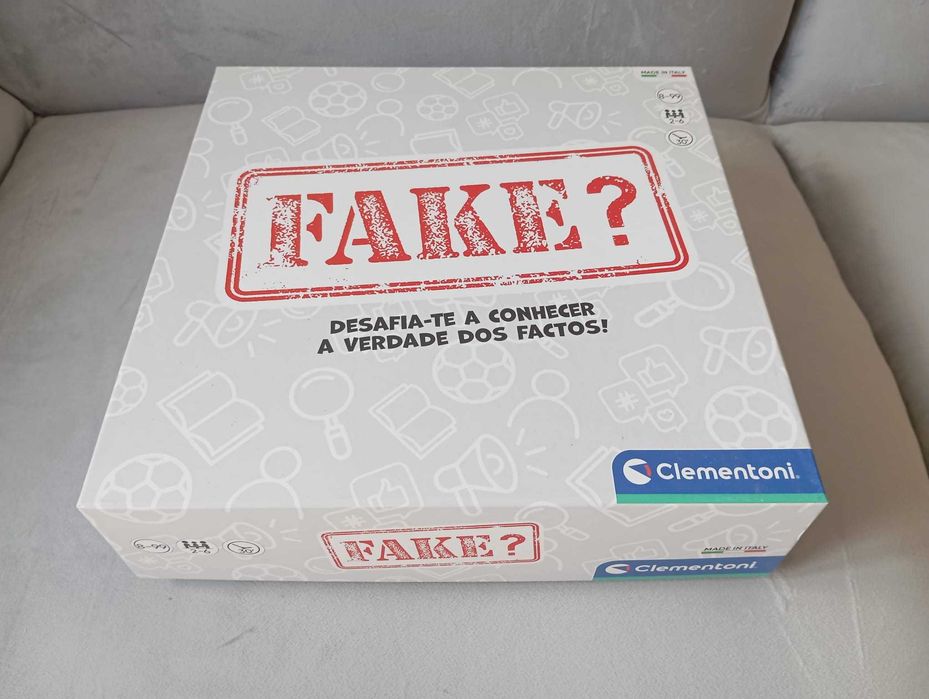 MADE IN ITALY
8-99
2-6
30'
FAKE?
DESAFIA-TE A CONHECER
A VERDADE DOS FACTOS!
Clementoni®
8-99
2-6
30'
FAKE?
MADE IN ITALY
Clementoni